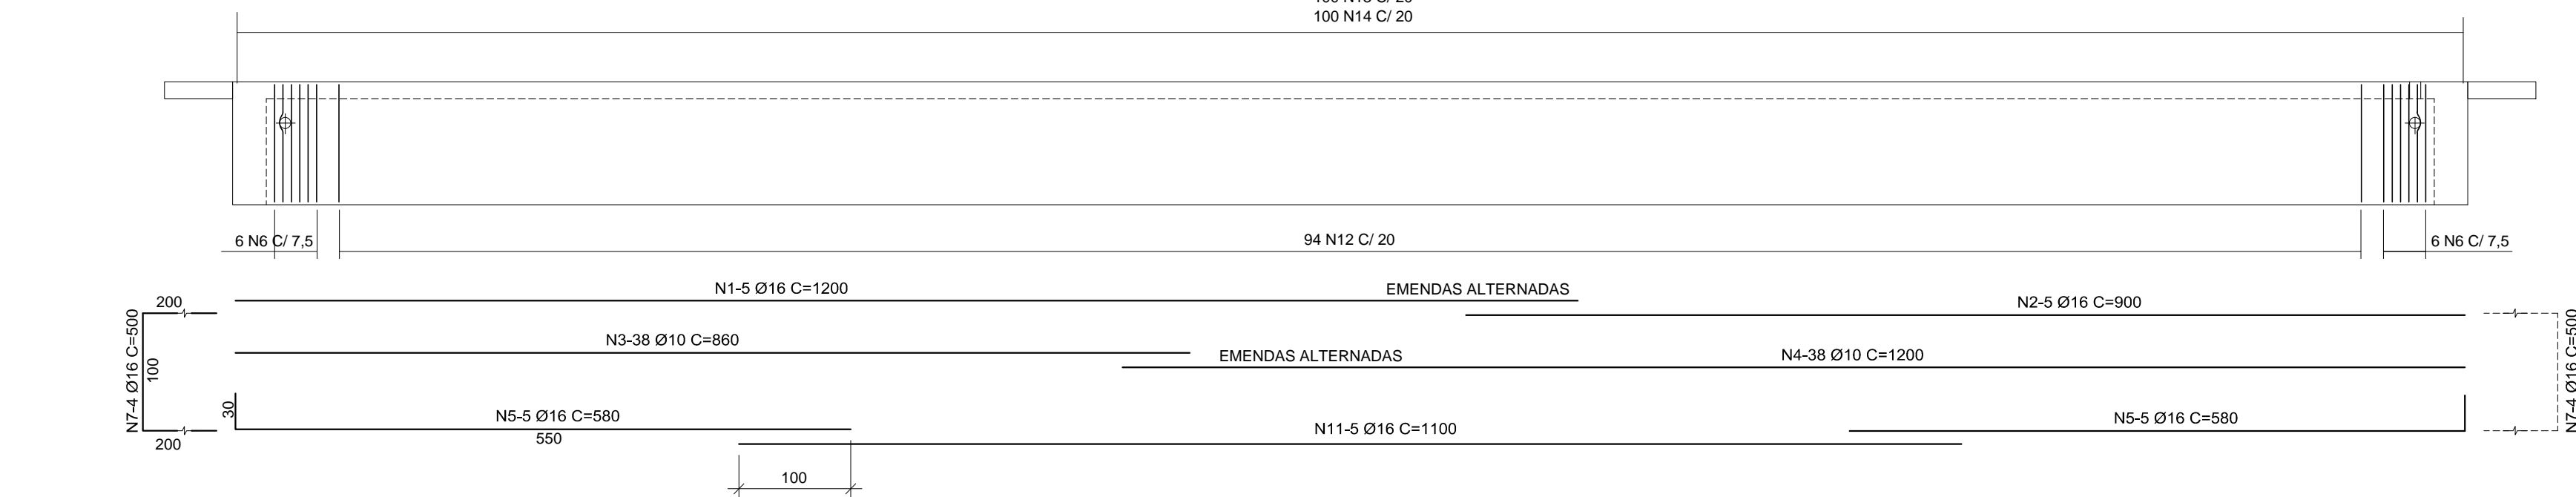 100 N14 C/ 20
6 N6 C/ 7,5
94 N12 C/ 20
6 N6 C/ 7,5
N1-5 Ø16 C=1200
EMENDAS ALTERNADAS
N2-5 Ø16 C=900
200
N7-4 Ø16 C=500
100
200
N3-38 Ø10 C=860
EMENDAS ALTERNADAS
N4-38 Ø10 C=1200
N7-4 Ø16 C=500
30
N5-5 Ø16 C=580
550
N11-5 Ø16 C=1100
N5-5 Ø16 C=580
100